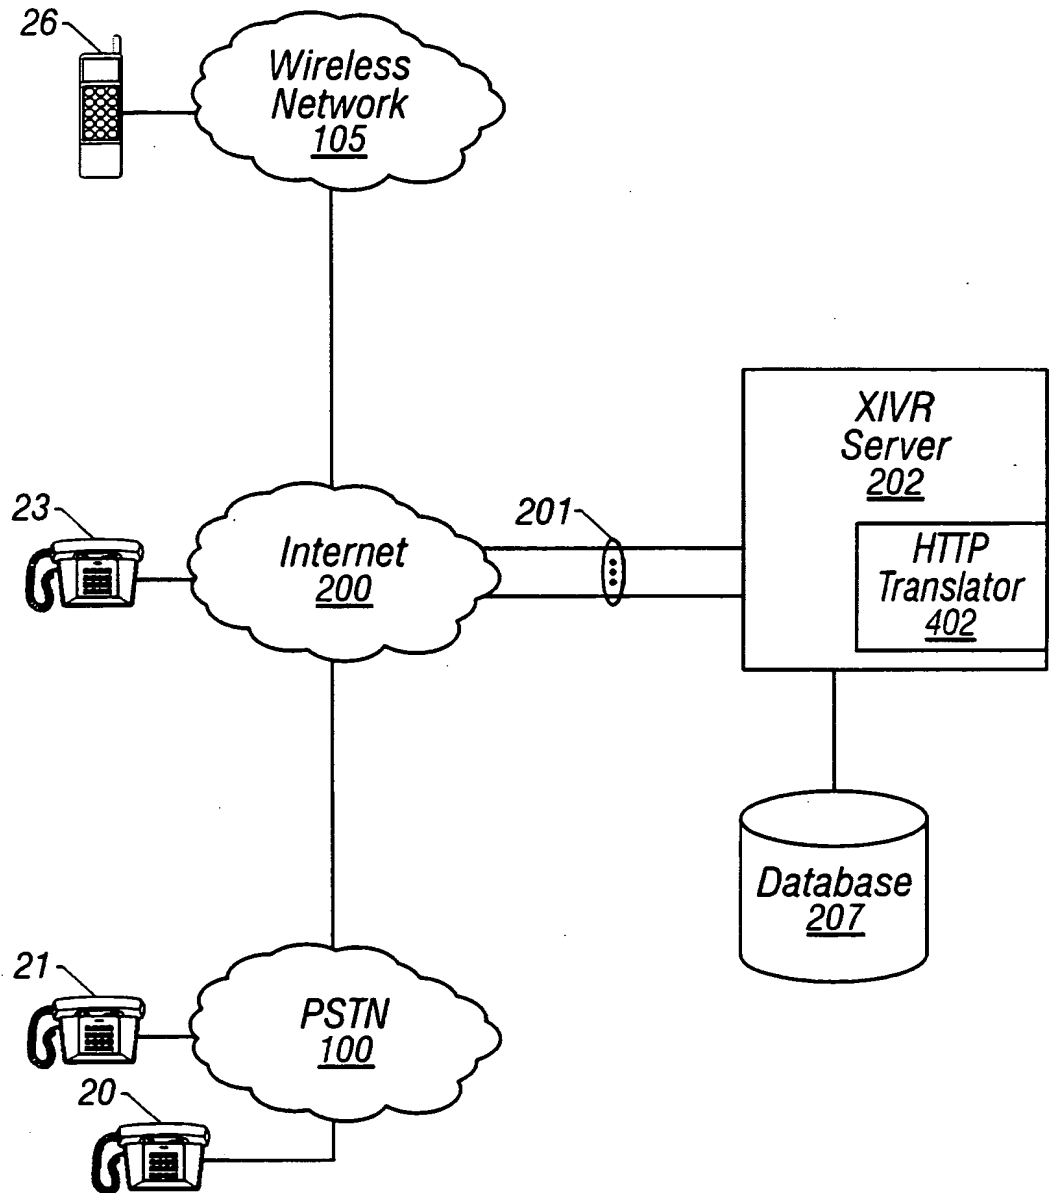 26
Wireless
Network
105
XIVR
Server
202
23
Internet
200
201
HTTP
Translator
402
Database
207
21
PSTN
100
20